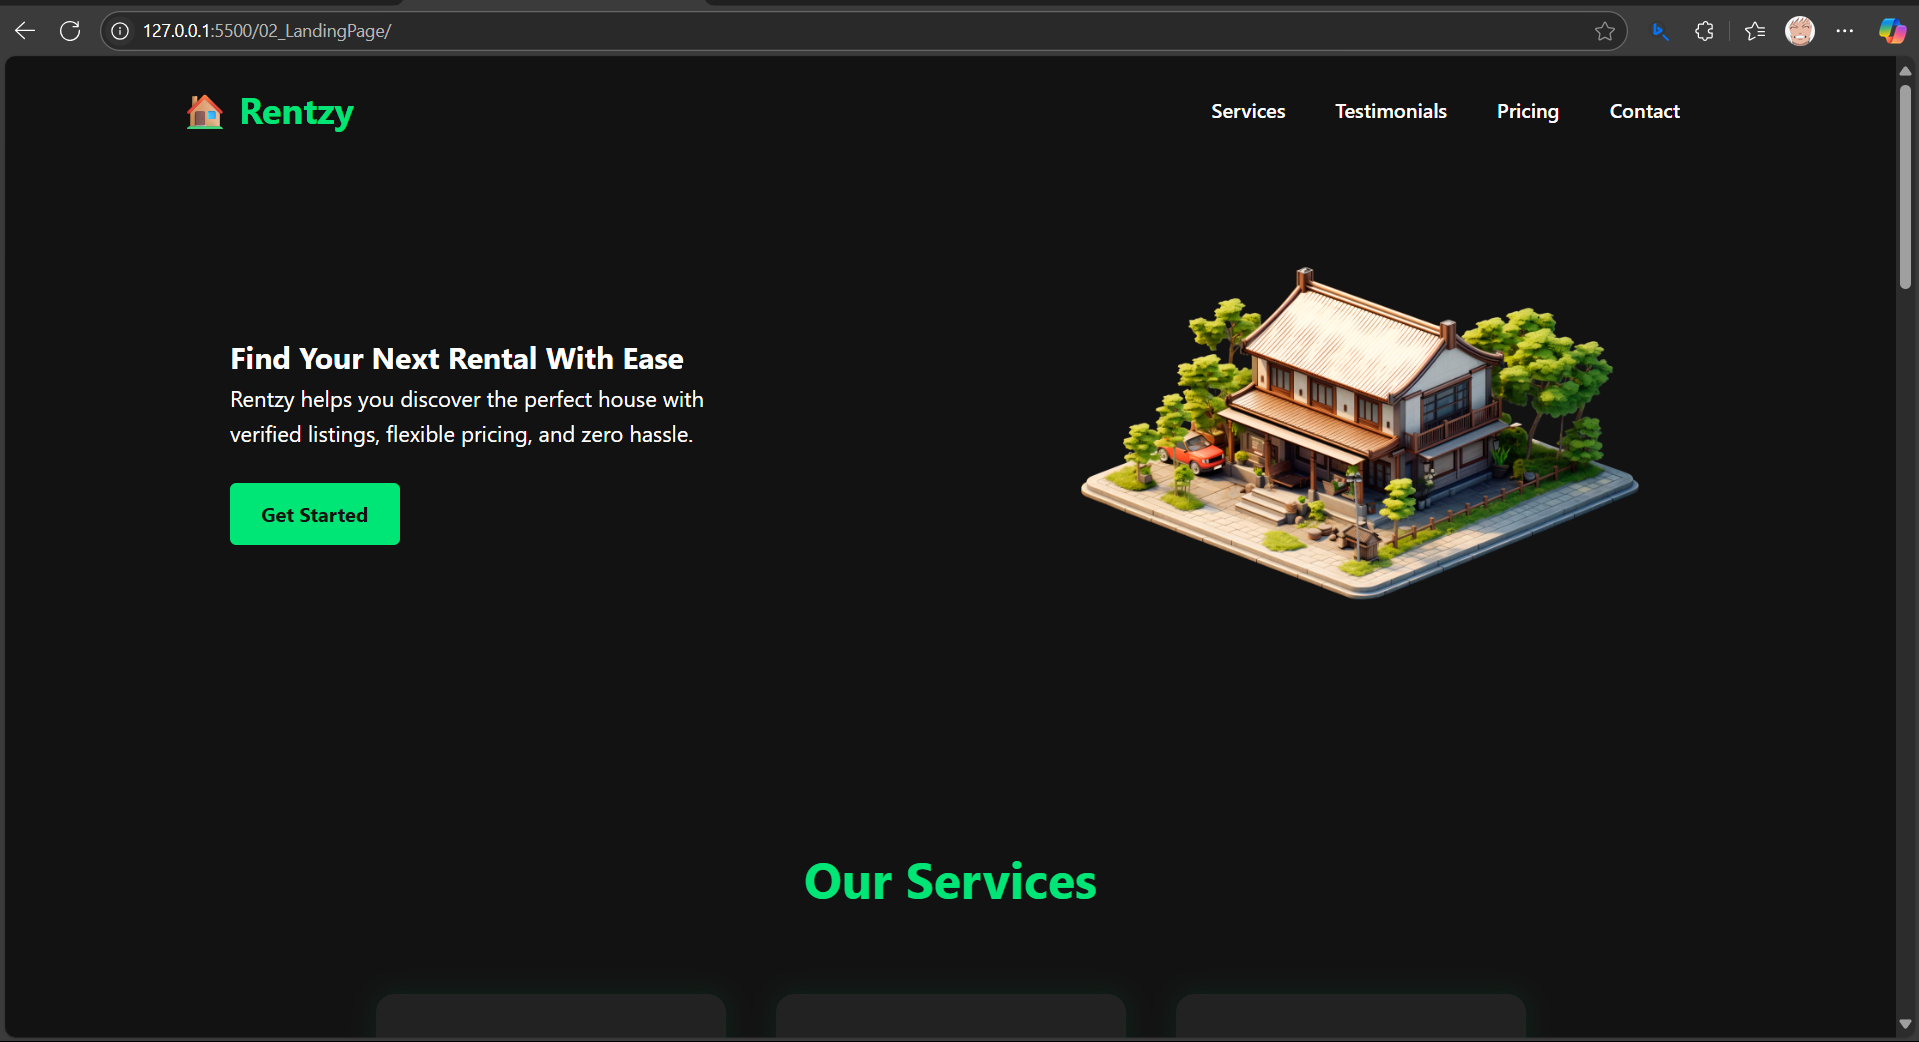 127.0.0.1:5500/02_LandingPage/
Rentzy
Services
Testimonials
Pricing
Contact
Find Your Next Rental With Ease
Rentzy helps you discover the perfect house with
verified listings, flexible pricing, and zero hassle.
Get Started
Our Services